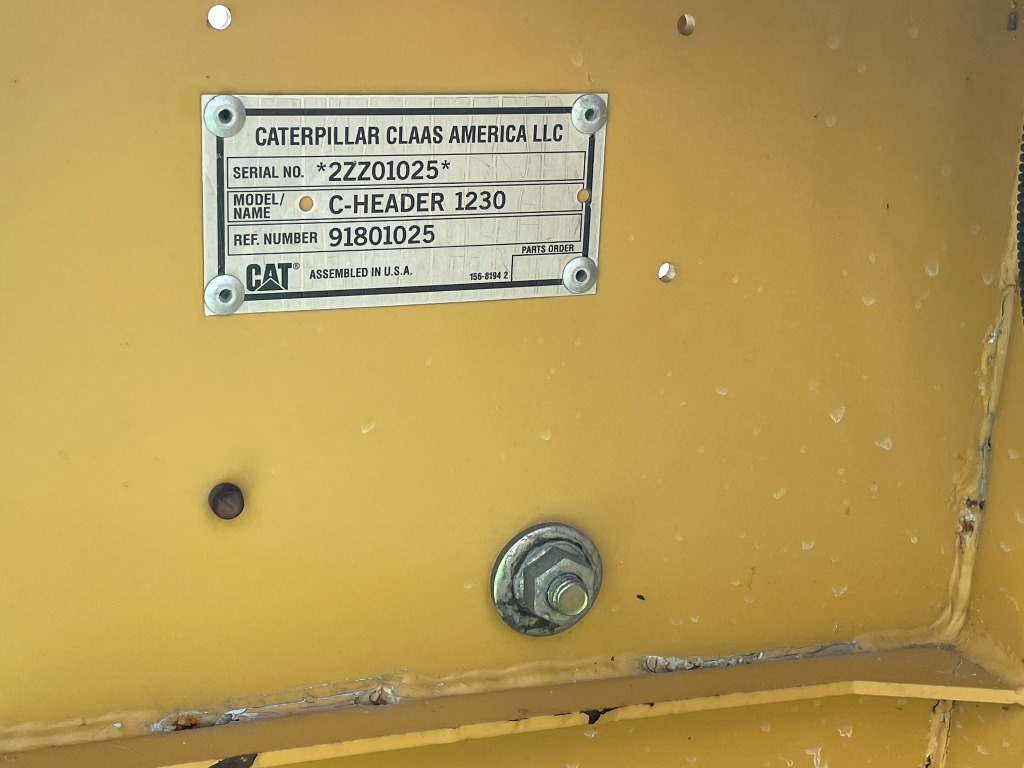 CATERPILLAR CLAAS AMERICA LLC
SERIAL NO. *2ZZ01025*
MODEL/NAME C-HEADER 1230
REF. NUMBER 91801025
PARTS ORDER
CAT® ASSEMBLED IN U.S.A. 156-8194 2